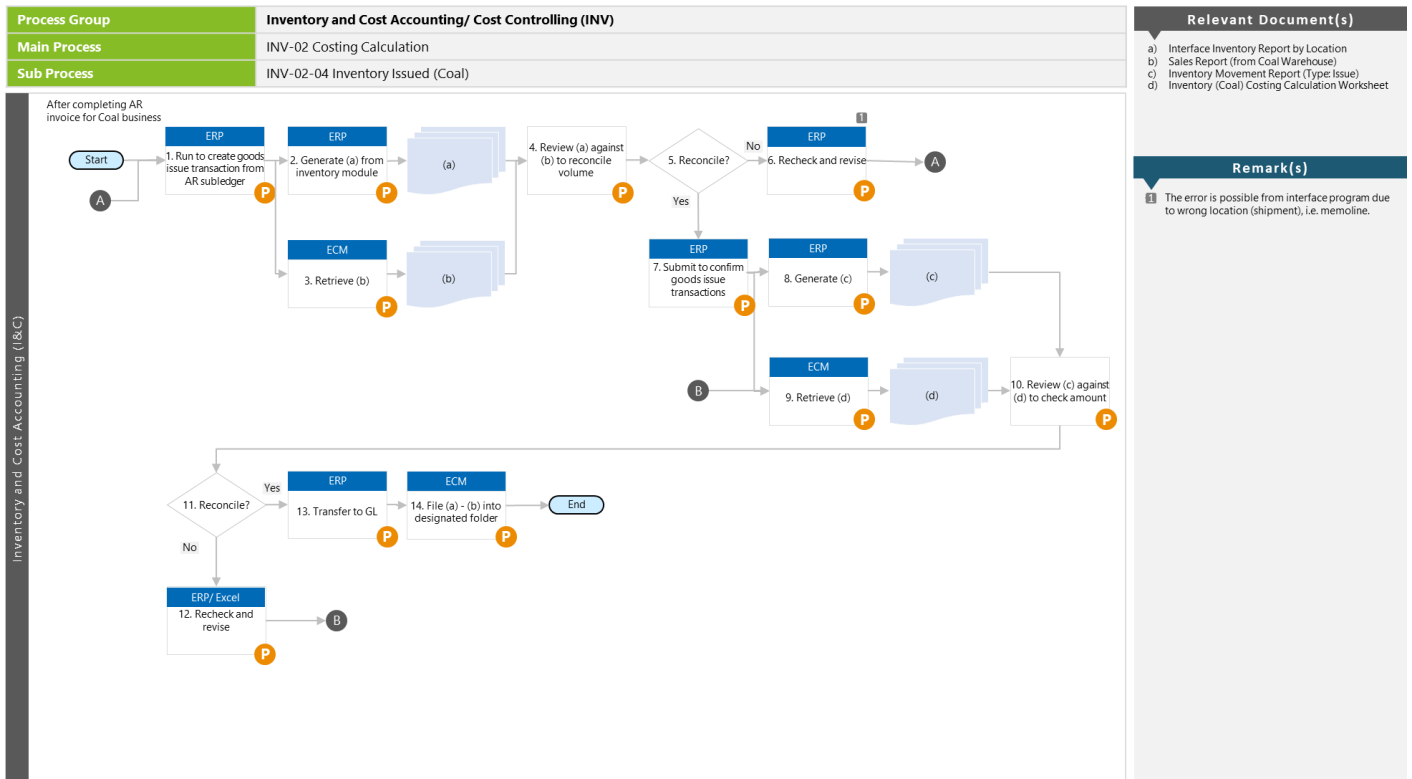 Process Group
Inventory and Cost Accounting/ Cost Controlling (INV)
Main Process
INV-02 Costing Calculation
Sub Process
INV-02-04 Inventory Issued (Coal)
Relevant Document(s)
a) Interface Inventory Report by Location
b) Sales Report (from Coal Warehouse)
c) Inventory Movement Report (Type: Issue)
d) Inventory (Coal) Costing Calculation Worksheet
Remark(s)
1 The error is possible from interface program due
to wrong location (shipment), i.e. memoline.
Inventory and Cost Accounting (I&C)
After completing AR
invoice for Coal business
Start
A
ERP
1. Run to create goods
issue transaction from
AR subledger
P
ERP
2. Generate (a) from
inventory module
P
(a)
ECM
3. Retrieve (b)
P
(b)
4. Review (a) against
(b) to reconcile
volume
P
5. Reconcile?
No
Yes
1
ERP
6. Recheck and revise
P
A
ERP
7. Submit to confirm
goods issue
transactions
P
ERP
8. Generate (c)
P
(c)
B
ECM
9. Retrieve (d)
P
(d)
10. Review (c) against
(d) to check amount
P
11. Reconcile?
Yes
No
ERP
13. Transfer to GL
P
ECM
14. File (a) - (b) into
designated folder
P
End
ERP/ Excel
12. Recheck and
revise
P
B